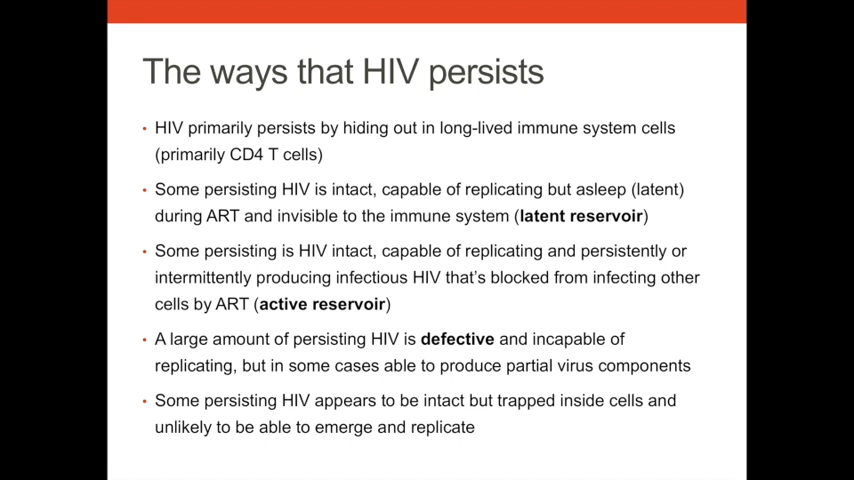 The ways that HIV persists
• HIV primarily persists by hiding out in long-lived immune system cells
(primarily CD4 T cells)
• Some persisting HIV is intact, capable of replicating but asleep (latent)
during ART and invisible to the immune system (latent reservoir)
• Some persisting is HIV intact, capable of replicating and persistently or
intermittently producing infectious HIV that's blocked from infecting other
cells by ART (active reservoir)
• A large amount of persisting HIV is defective and incapable of
replicating, but in some cases able to produce partial virus components
• Some persisting HIV appears to be intact but trapped inside cells and
unlikely to be able to emerge and replicate